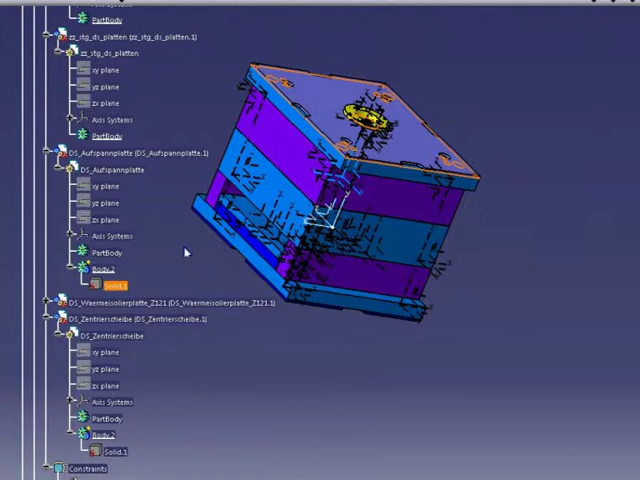 PartBody
zz_stg_ds_platten (zz_stg_ds_platten.1)
zz_stg_ds_platten
xy plane
yz plane
zx plane
Axis Systems
PartBody
DS_Aufspannplatte (DS_Aufspannplatte.1)
DS_Aufspannplatte
xy plane
yz plane
zx plane
Axis Systems
PartBody
Body.2
Solid.1
DS_Waermeisolierplatte_Z121 (DS_Waermeisolierplatte_Z121.1)
DS_Zentrierscheibe (DS_Zentrierscheibe.1)
DS_Zentrierscheibe
xy plane
yz plane
zx plane
Axis Systems
PartBody
Body.2
Solid.1
Constraints